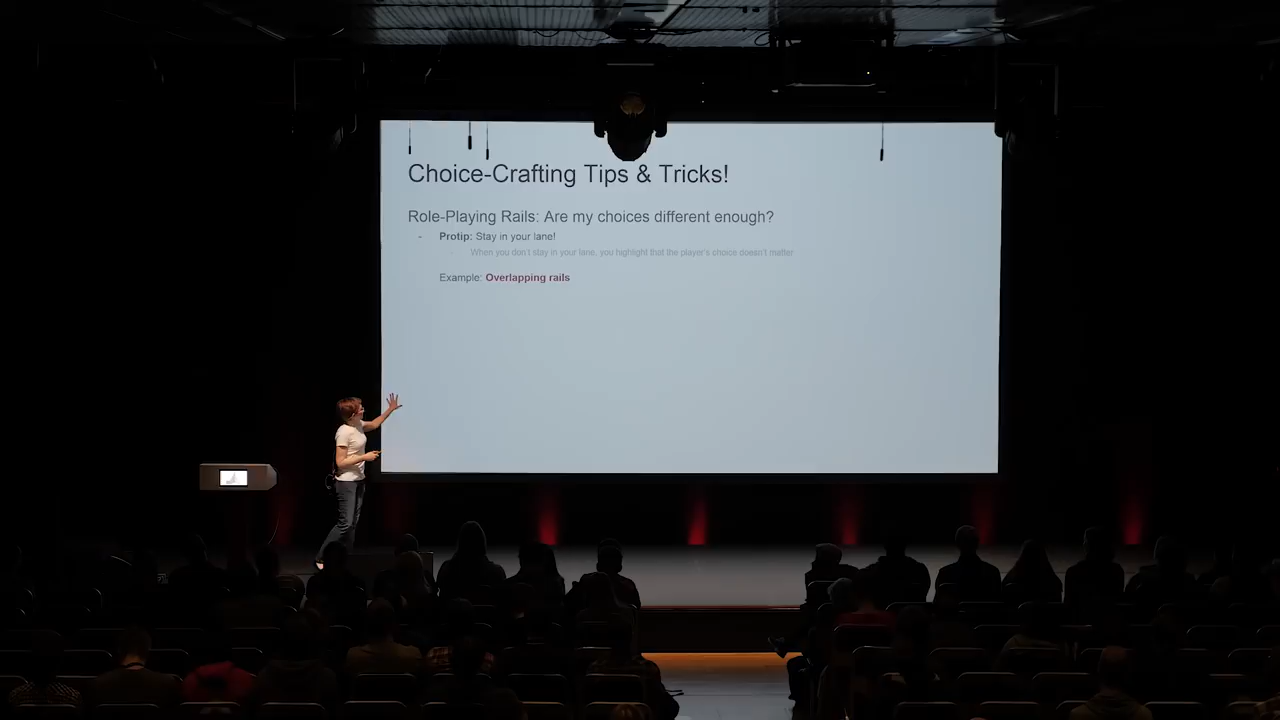 Choice-Crafting Tips & Tricks!
Role-Playing Rails: Are my choices different enough?
- Protip: Stay in your lane!
- When you don't stay in your lane, you highlight that the player's choice doesn't matter
Example: Overlapping rails